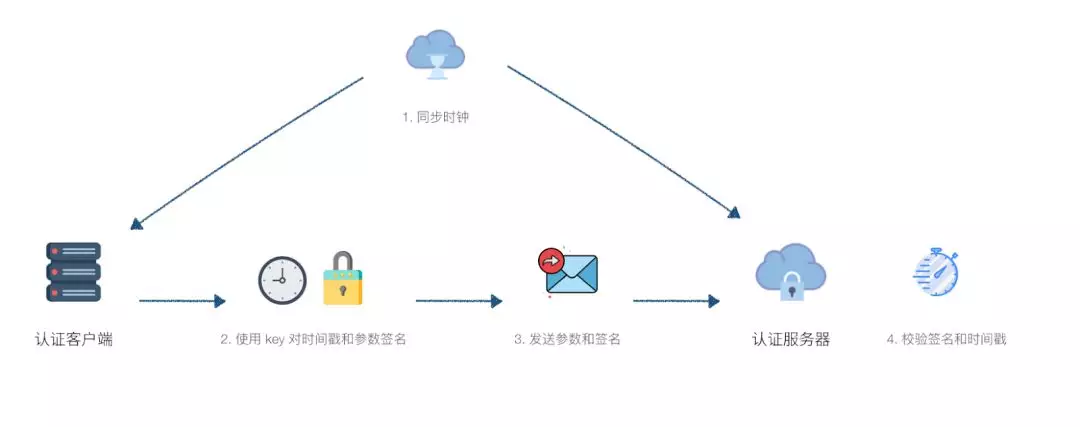 1. 同步时钟
认证客户端
2. 使用 key 对时间戳和参数签名
3. 发送参数和签名
认证服务器
4. 校验签名和时间戳